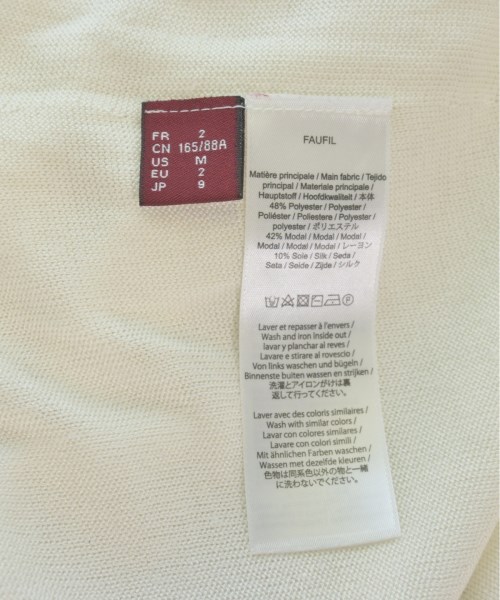 FR 2
CN 165/88A
US M
EU 2
JP 9
FAUFIL
Matière principale / Main fabric / Tejido
principal / Materiale principale /
Hauptstoff / Hoofdkwaliteit / 本体
48% Polyester / Polyester /
Poliéster / Poliestere / Polyester /
polyester / ポリエステル
42% Modal / Modal / Modal /
Modal / Modal / Modal / レーヨン
10% Soie / Silk / Seda /
Seta / Seide / Zijde / シルク
Laver et repasser à l'envers /
Wash and iron Inside out /
lavar y planchar al reves /
Lavare e stirare al rovescio /
Von links waschen und bügeln /
Binnenste buiten wassen en strijken /
洗濯とアイロンがけは裏
返して行ってください。
Laver avec des coloris similaires /
Wash with similar colors /
Lavar con colores similares /
Lavare con colori simili /
Mit ähnlichen Farben waschen /
Wassen met dezelfde kleuren /
色物は同系色以外の物と一緒
に洗わないでください。